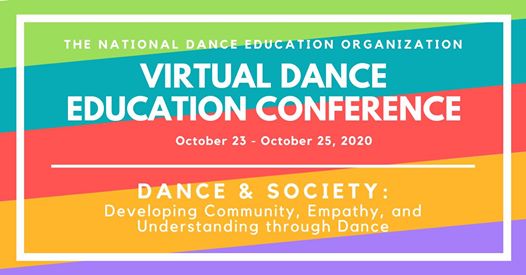 THE NATIONAL DANCE EDUCATION ORGANIZATION
VIRTUAL DANCE
EDUCATION CONFERENCE
October 23 - October 25, 2020
DANCE & SOCIETY:
Developing Community, Empathy, and
Understanding through Dance